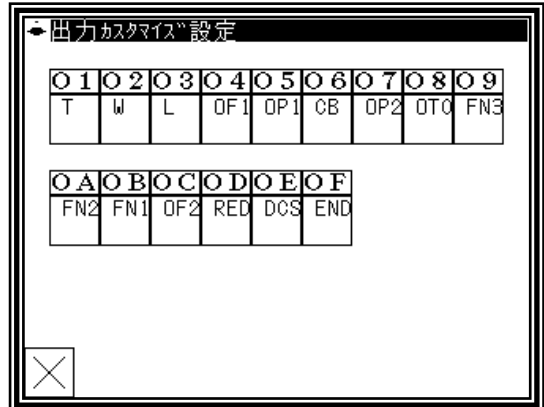 出力ｶｽﾀﾏｲｽﾞ設定
O1 O2 O3 O4 O5 O6 O7 O8 O9
T W L OF1 OP1 CB OP2 OTO FN3
OA OB OC OD OE OF
FN2 FN1 OF2 RED DCS END